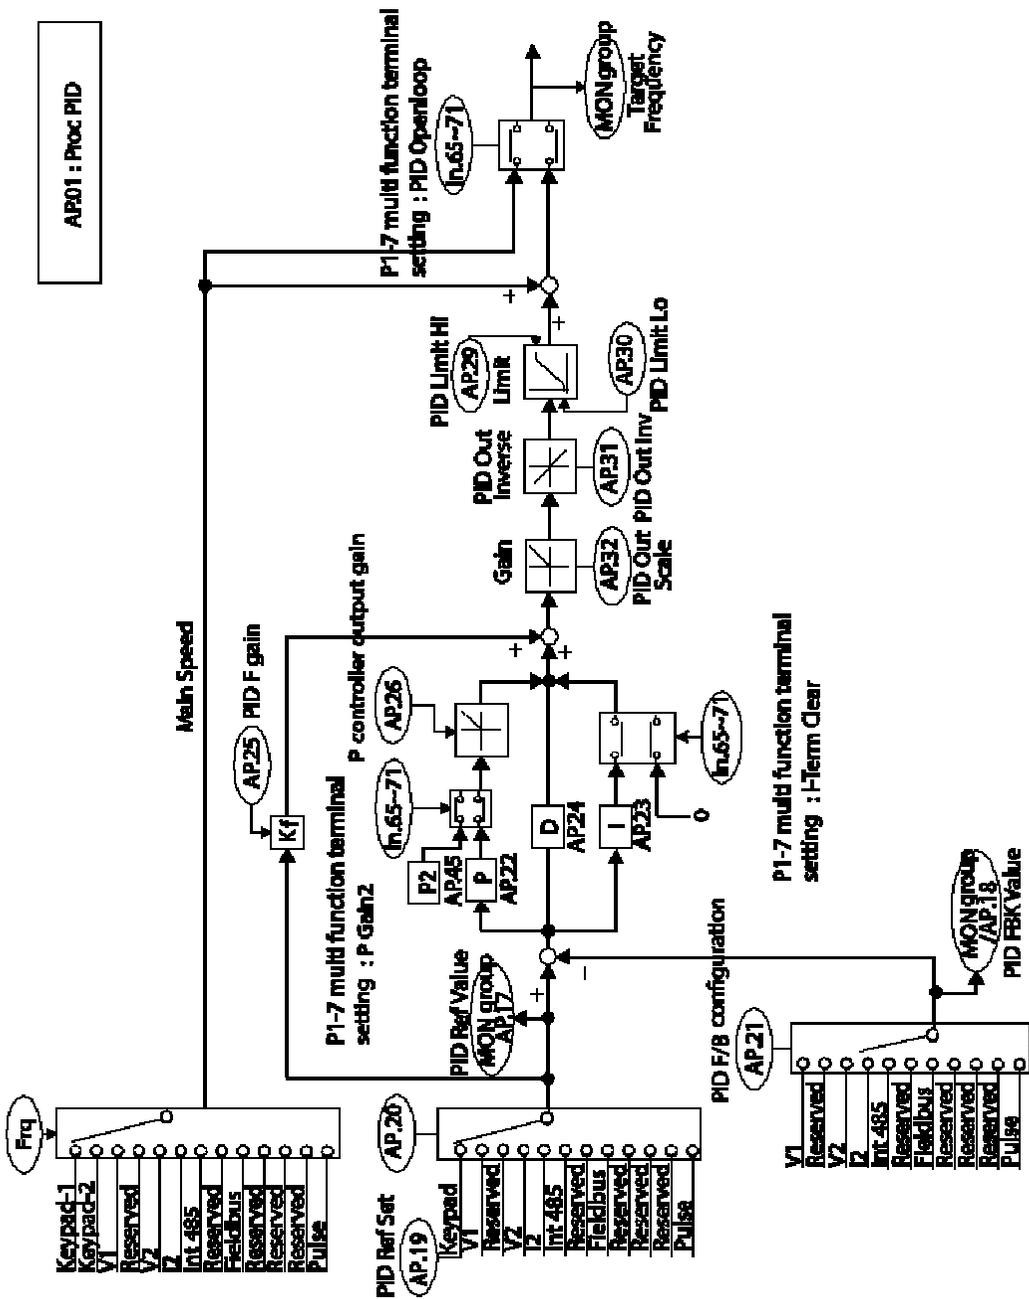 AP.01 : Proc PID
Frq
Keypad-1
Keypad-2
V1
Reserved
V2
I2
Int 485
Reserved
Fieldbus
Reserved
Reserved
Reserved
Pulse
Main Speed
AP.25
PID F gain
Kf
P1-7 multi function terminal
setting : PID Openloop
In.65~71
MON group
Target
Frequency
PID Ref Set
AP.19
AP.20
Keypad
V1
Reserved
V2
I2
Int 485
Reserved
Fieldbus
Reserved
Reserved
Reserved
Pulse
PID Ref Value
MON group
AP.17
+
−
P1-7 multi function terminal
setting : P Gain2
In.65~71
P2
AP.45
P
AP.22
P controller output gain
AP.26
D
AP.24
I
AP.23
0
In.65~71
P1-7 multi function terminal
setting : I-Term Clear
+
+
Gain
AP.32
PID Out
Scale
PID Out
Inverse
AP.31
PID Out Inv
PID Limit Hi
AP.29
Limit
AP.30
PID Limit Lo
+
+
PID F/B configuration
AP.21
V1
Reserved
V2
I2
Int 485
Reserved
Fieldbus
Reserved
Reserved
Reserved
Pulse
MON group
/AP.18
PID FBK Value